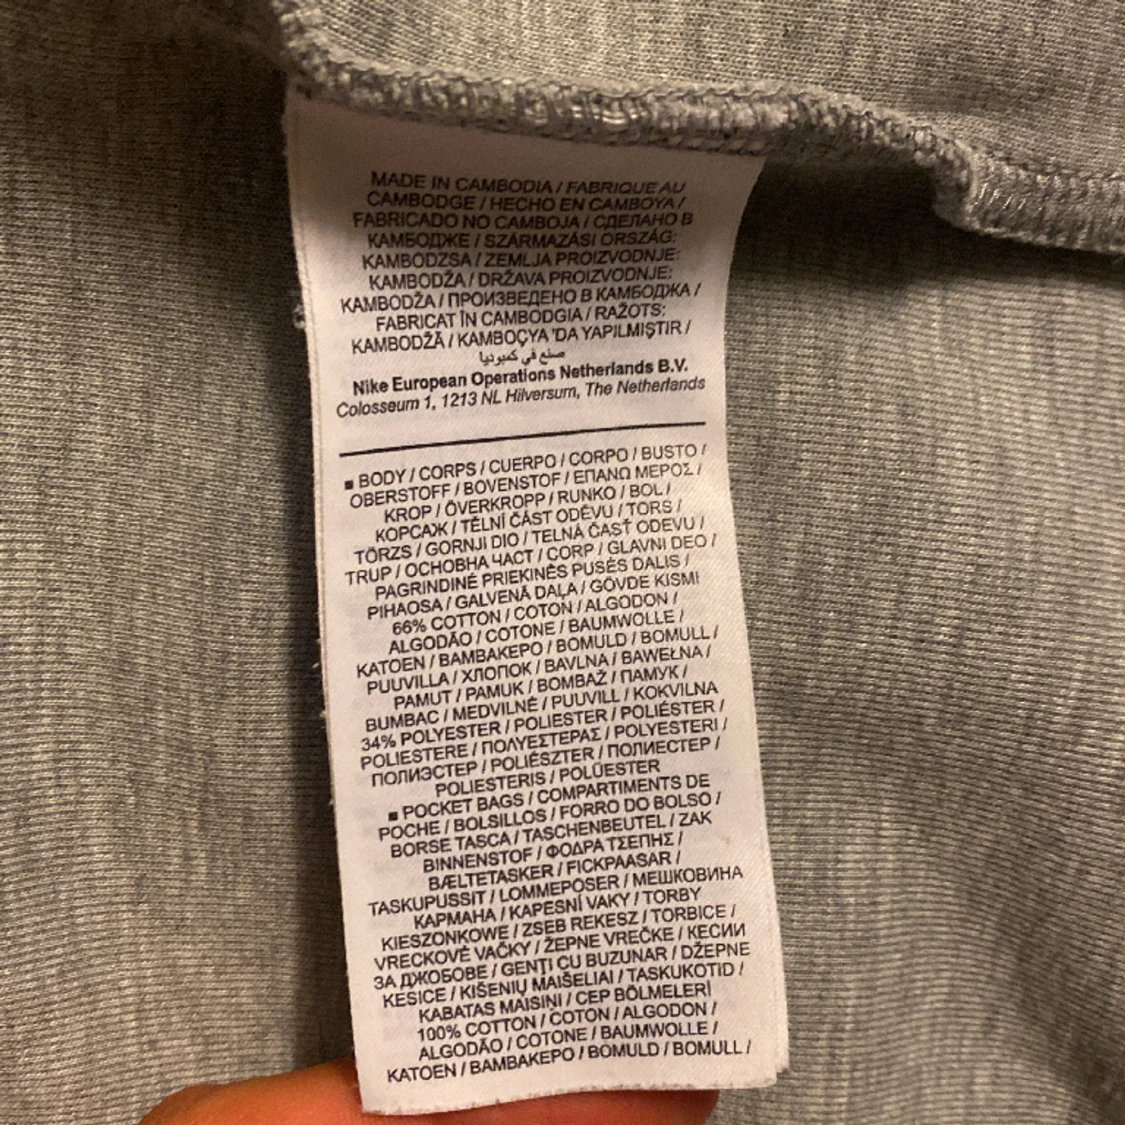 MADE IN CAMBODIA / FABRIQUE AU
CAMBODGE / HECHO EN CAMBOYA /
FABRICADO NO CAMBOJA / СДЕЛАНО В
КАМБОДЖЕ / SZÁRMAZÁSI ORSZÁG:
KAMBODZSA / ZEMLJA PROIZVODNJE:
KAMBODŽA / DRŽAVA PROIZVODNJE:
KAMBODŽA / ПРОИЗВЕДЕНО В КАМБОДЖА /
FABRICAT ÎN CAMBODGIA / RAŽOTS:
KAMBODŽĀ / KAMBOÇYA 'DA YAPILMIŞTIR /
صنع في كمبوديا
Nike European Operations Netherlands B.V.
Colosseum 1, 1213 NL Hilversum, The Netherlands
■ BODY / CORPS / CUERPO / CORPO / BUSTO /
OBERSTOFF / BOVENSTOF / ΕΠΑΝΩ ΜΕΡΟΣ /
KROP / ÖVERKROPP / RUNKO / BOL /
КОРСАЖ / TĚLNÍ ČÁST ODĚVU / TORS /
TÖRZS / GORNJI DIO / TELNÁ ČASŤ ODEVU /
TRUP / ОСНОВНА ЧАСТ / CORP / GLAVNI DEO /
PAGRINDINĖ PRIEKINĖS PUSĖS DALIS /
PIHAOSA / GALVENĀ DAĻA / GÖVDE KISMI
66% COTTON / COTON / ALGODON /
ALGODÃO / COTONE / BAUMWOLLE /
KATOEN / ΒΑΜΒΑΚΕΡΟ / BOMULD / BOMULL /
PUUVILLA / ХЛОПОК / BAVLNA / BAWEŁNA /
PAMUT / PAMUK / BOMBAŽ / ПАМУК /
BUMBAC / MEDVILNĖ / PUUVILL / KOKVILNA
34% POLYESTER / POLIESTER / POLIÉSTER /
POLIESTERE / ΠΟΛΥΕΣΤΕΡΑΣ / POLYESTERI /
ПОЛИЭСТЕР / POLIÉSZTER / ПОЛИЕСТЕР /
POLIESTERIS / POLÜESTER
■ POCKET BAGS / COMPARTIMENTS DE
POCHE / BOLSILLOS / FORRO DO BOLSO /
BORSE TASCA / TASCHENBEUTEL / ZAK
BINNENSTOF / ΦΟΔΡΑ ΤΣΕΠΗΣ /
BÆLTETASKER / FICKPAASAR /
TASKUPUSSIT / LOMMEPOSER / МЕШКОВИНА
КАРМАНА / KAPESNÍ VAKY / TORBY
KIESZONKOWE / ZSEB REKESZ / TORBICE /
VRECKOVÉ VAČKY / ŽEPNE VREČKE / КЕСИИ
ЗА ДЖОБОВЕ / GENȚI CU BUZUNAR / DŽEPNE
KESICE / KIŠENIŲ MAIŠELIAI / TASKUKOTID /
KABATAS MAISIŅI / CEP BÖLMELERİ
100% COTTON / COTON / ALGODON /
ALGODÃO / COTONE / BAUMWOLLE /
KATOEN / ΒΑΜΒΑΚΕΡΟ / BOMULD / BOMULL /